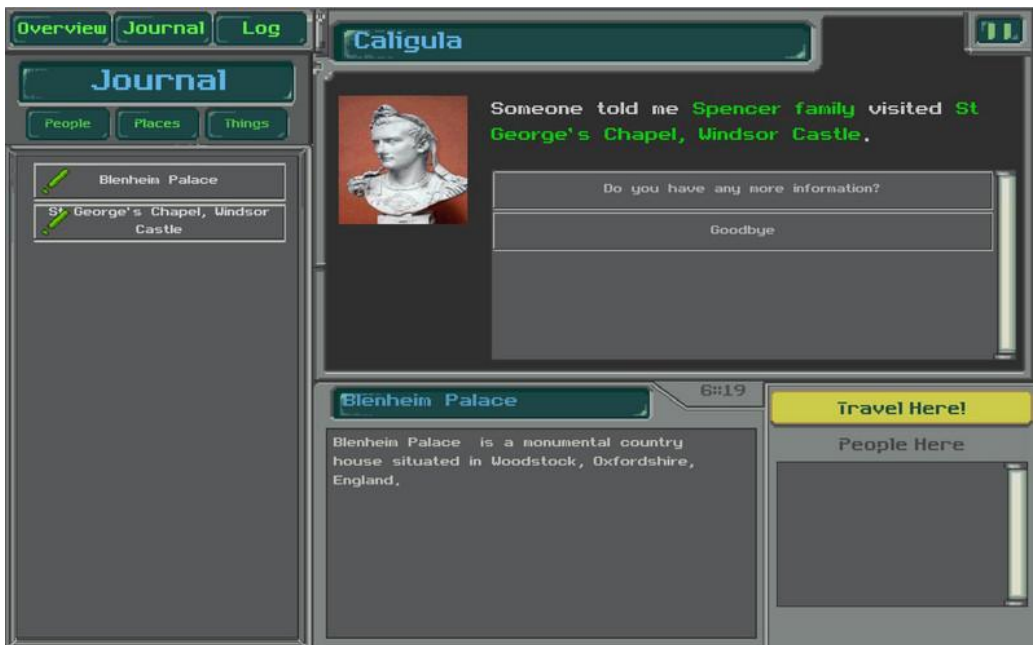 Overview Journal Log
Journal
People Places Things
Blenheim Palace
St George's Chapel, Windsor
Castle
Caligula
Someone told me Spencer family visited St
George's Chapel, Windsor Castle.
Do you have any more information?
Goodbye
Blenheim Palace
6::19
Blenheim Palace is a monumental country
house situated in Woodstock, Oxfordshire,
England,
Travel Here!
People Here